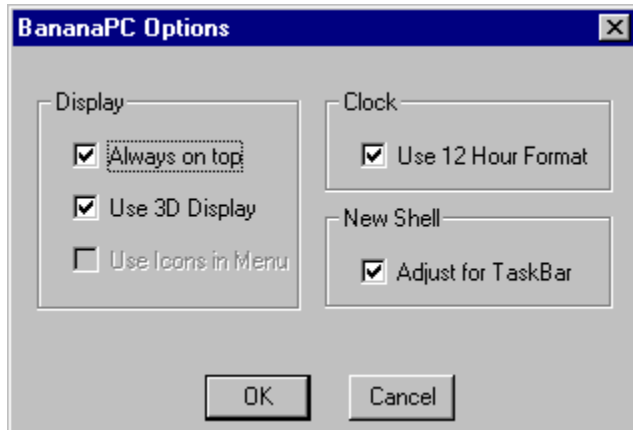 BananaPC Options
Display
Always on top
Use 3D Display
Use Icons in Menu
Clock
Use 12 Hour Format
New Shell
Adjust for TaskBar
OK
Cancel